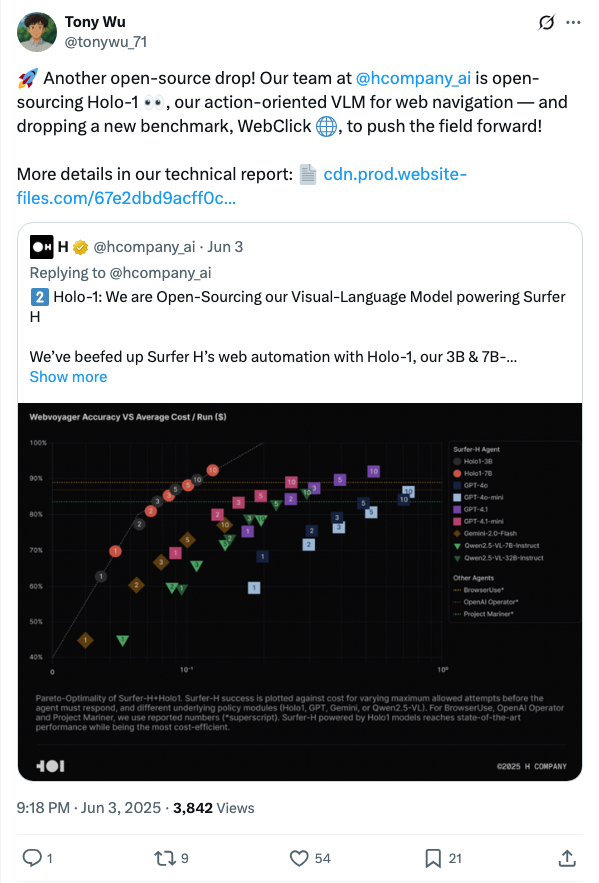 Tony Wu
@tonywu_71
🚀 Another open-source drop! Our team at @hcompany_ai is open-
sourcing Holo-1 👀, our action-oriented VLM for web navigation — and
dropping a new benchmark, WebClick 🌐, to push the field forward!
More details in our technical report: 📄 cdn.prod.website-
files.com/67e2dbd9acff0c…
H @hcompany_ai · Jun 3
Replying to @hcompany_ai
2️⃣ Holo-1: We are Open-Sourcing our Visual-Language Model powering Surfer
H
We've beefed up Surfer H's web automation with Holo-1, our 3B & 7B-…
Show more
Webvoyager Accuracy VS Average Cost / Run ($)
100%
90%
80%
70%
60%
50%
40%
0
10⁻¹
10⁰
Surfer-H Agent
Holo1-3B
Holo1-7B
GPT-4o
GPT-4o-mini
GPT-4.1
GPT-4.1-mini
Gemini-2.0-Flash
Qwen2.5-VL-7B-Instruct
Qwen2.5-VL-32B-Instruct
Other Agents
BrowserUse*
OpenAI Operator*
Project Mariner*
Pareto-Optimality of Surfer-H+Holo1. Surfer-H success is plotted against cost for varying maximum allowed attempts before the
agent must respond, and different underlying policy modules (Holo1, GPT, Gemini, or Qwen2.5-VL). For BrowserUse, OpenAI Operator
and Project Mariner, we use reported numbers (*superscript). Surfer-H powered by Holo1 models reaches state-of-the-art
performance while being the most cost-efficient.
©2025 H COMPANY
9:18 PM · Jun 3, 2025 · 3,842 Views
1
9
54
21